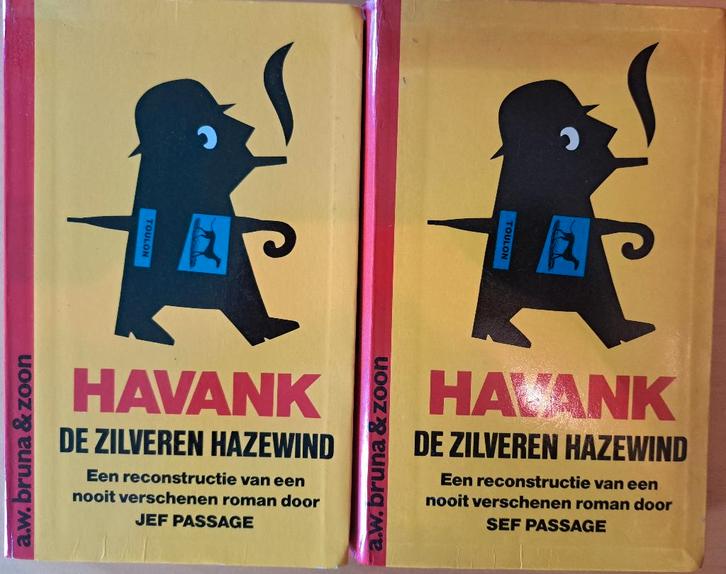 a.w. bruna & zoon
TOULON
HAVANK
DE ZILVEREN HAZEWIND
Een reconstructie van een
nooit verschenen roman door
JEF PASSAGE
a.w. bruna & zoon
TOULON
HAVANK
DE ZILVEREN HAZEWIND
Een reconstructie van een
nooit verschenen roman door
SEF PASSAGE